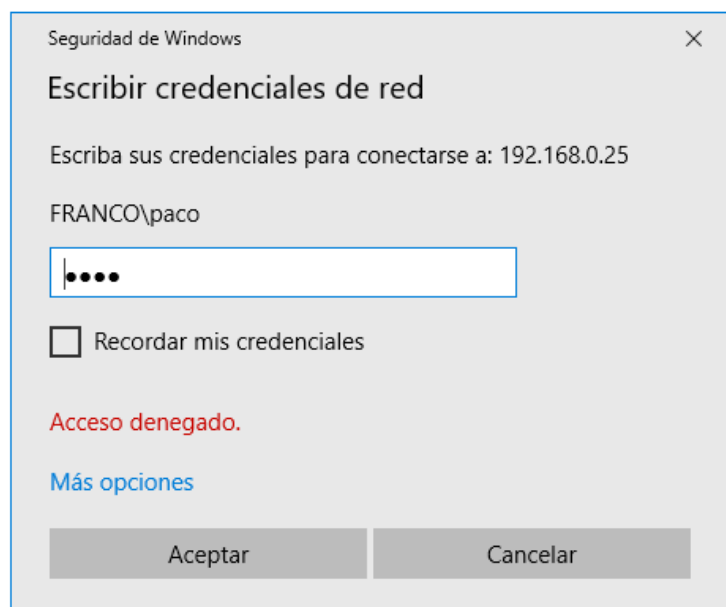 Seguridad de Windows
Escribir credenciales de red
Escriba sus credenciales para conectarse a: 192.168.0.25
FRANCO\paco
••••
Recordar mis credenciales
Acceso denegado.
Más opciones
Aceptar
Cancelar